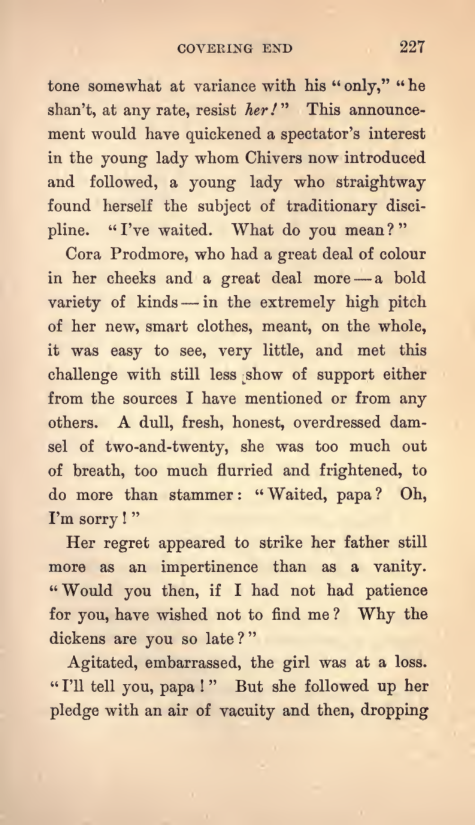 COVERING END 227
tone somewhat at variance with his “only,” “he
shan’t, at any rate, resist her!” This announce-
ment would have quickened a spectator’s interest
in the young lady whom Chivers now introduced
and followed, a young lady who straightway
found herself the subject of traditionary disci-
pline. “I’ve waited. What do you mean?”
Cora Prodmore, who had a great deal of colour
in her cheeks and a great deal more — a bold
variety of kinds — in the extremely high pitch
of her new, smart clothes, meant, on the whole,
it was easy to see, very little, and met this
challenge with still less show of support either
from the sources I have mentioned or from any
others. A dull, fresh, honest, overdressed dam-
sel of two-and-twenty, she was too much out
of breath, too much flurried and frightened, to
do more than stammer: “Waited, papa? Oh,
I’m sorry!”
Her regret appeared to strike her father still
more as an impertinence than as a vanity.
“Would you then, if I had not had patience
for you, have wished not to find me? Why the
dickens are you so late?”
Agitated, embarrassed, the girl was at a loss.
“I’ll tell you, papa!” But she followed up her
pledge with an air of vacuity and then, dropping